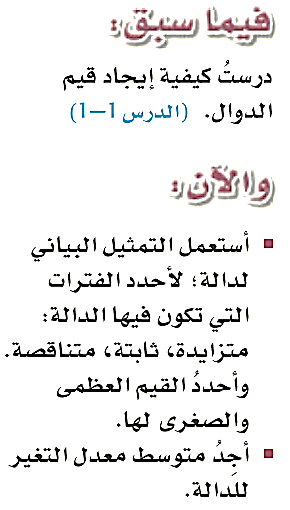 فيما سبق:
درستُ كيفية إيجاد قيم
الدوال. (الدرس 1–1)
والآن:
▪ أستعمل التمثيل البياني
لدالة؛ لأحدد الفترات
التي تكون فيها الدالة:
متزايدة، ثابتة، متناقصة.
وأحددُ القيم العظمى
والصغرى لها.
▪ أجِدُ متوسط معدل التغير
للدالة.